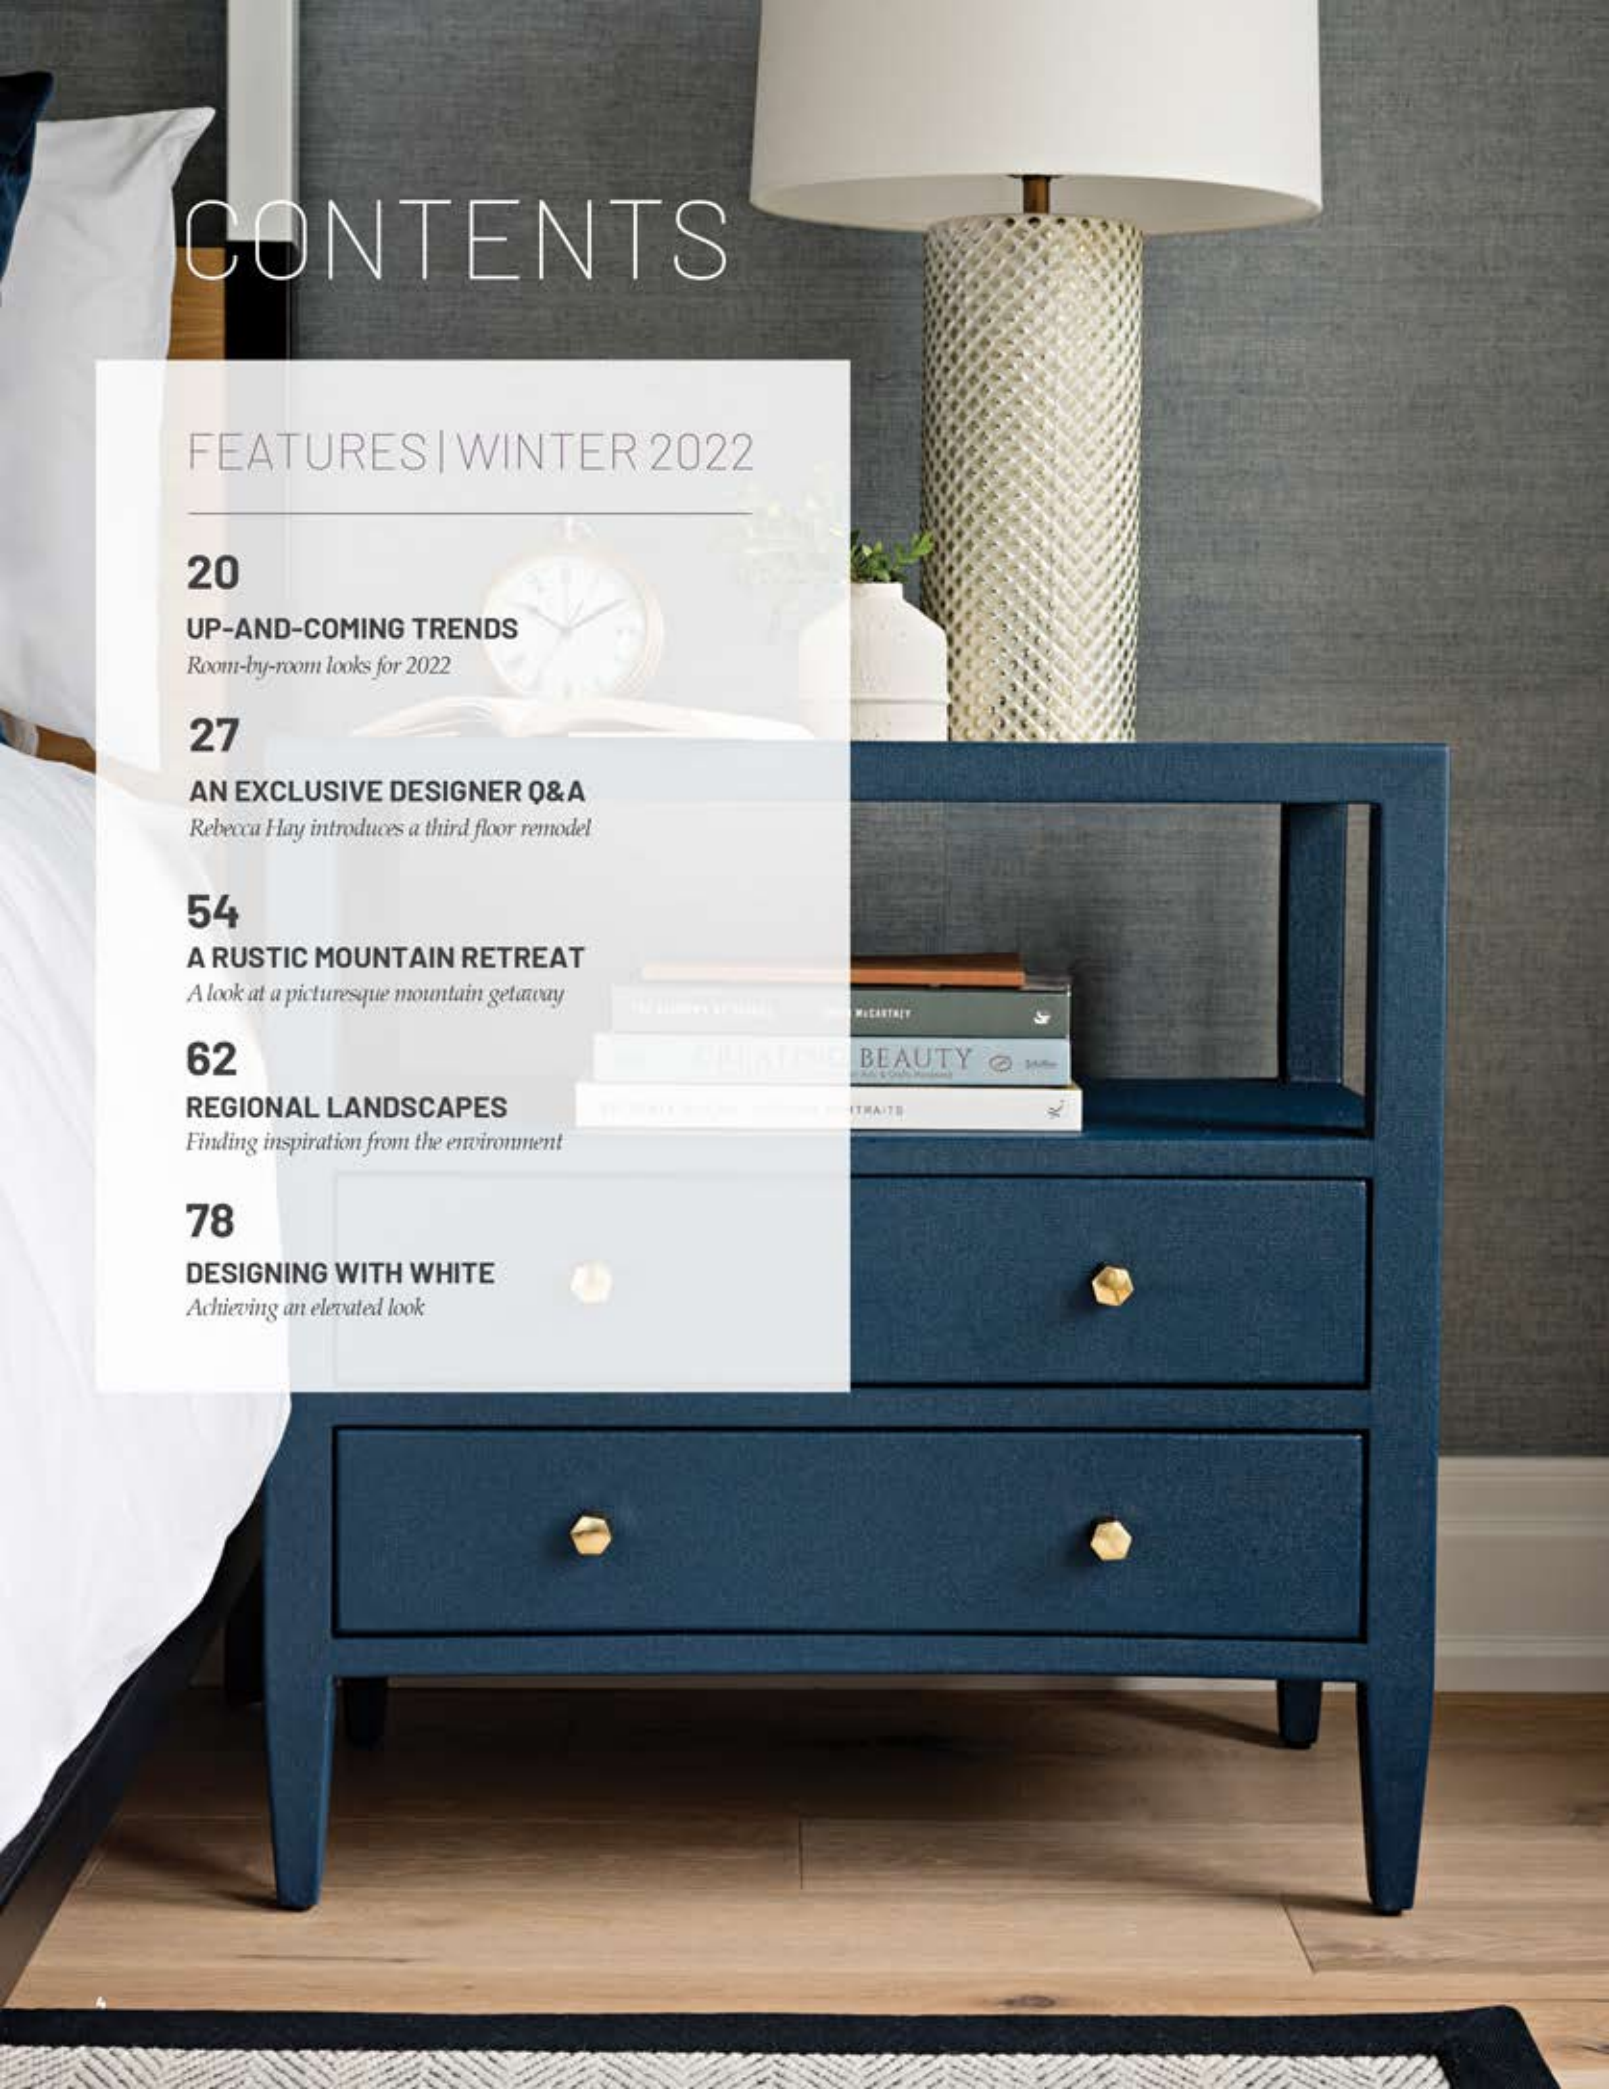 CONTENTS
FEATURES | WINTER 2022
20
UP-AND-COMING TRENDS
Room-by-room looks for 2022
27
AN EXCLUSIVE DESIGNER Q&A
Rebecca Hay introduces a third floor remodel
54
A RUSTIC MOUNTAIN RETREAT
A look at a picturesque mountain getaway
McCARTNEY
CREATING BEAUTY
62
REGIONAL LANDSCAPES
Finding inspiration from the environment
78
DESIGNING WITH WHITE
Achieving an elevated look
4